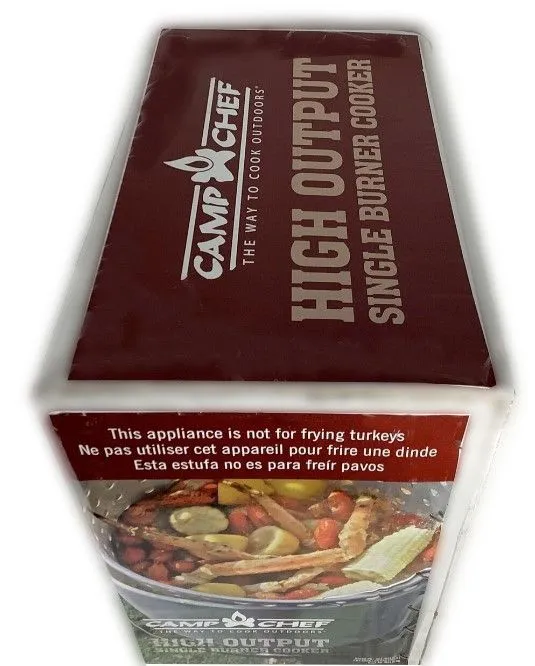 CAMP CHEF
THE WAY TO COOK OUTDOORS
HIGH OUTPUT
SINGLE BURNER COOKER
This appliance is not for frying turkeys
Ne pas utiliser cet appareil pour frire une dinde
Esta estufa no es para freír pavos
CAMP CHEF
THE WAY TO COOK OUTDOORS
HIGH OUTPUT
SINGLE BURNER COOKER